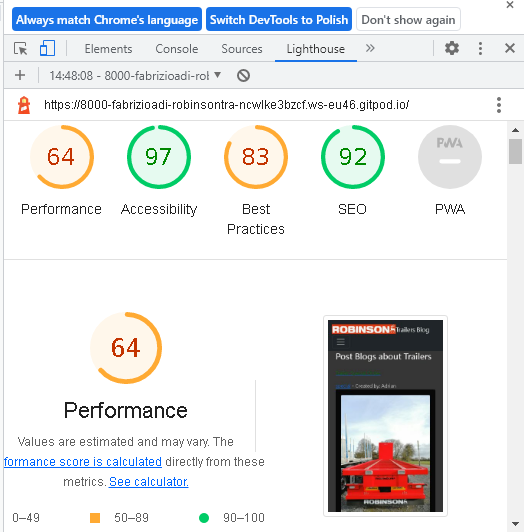 Always match Chrome's language Switch DevTools to Polish Don't show again
Elements Console Sources Lighthouse
14:48:08 - 8000-fabrizioadi-rob
https://8000-fabrizioadi-robinsontra-ncwlke3bzcf.ws-eu46.gitpod.io/
64 97 83 92 PWA
Performance Accessibility Best Practices SEO PWA
64
Performance
Values are estimated and may vary. The
formance score is calculated directly from these
metrics. See calculator.
0–49 50–89 90–100
ROBINSON Trailers Blog
Post Blogs about Trailers
Created by: Adrian
ROBINSON